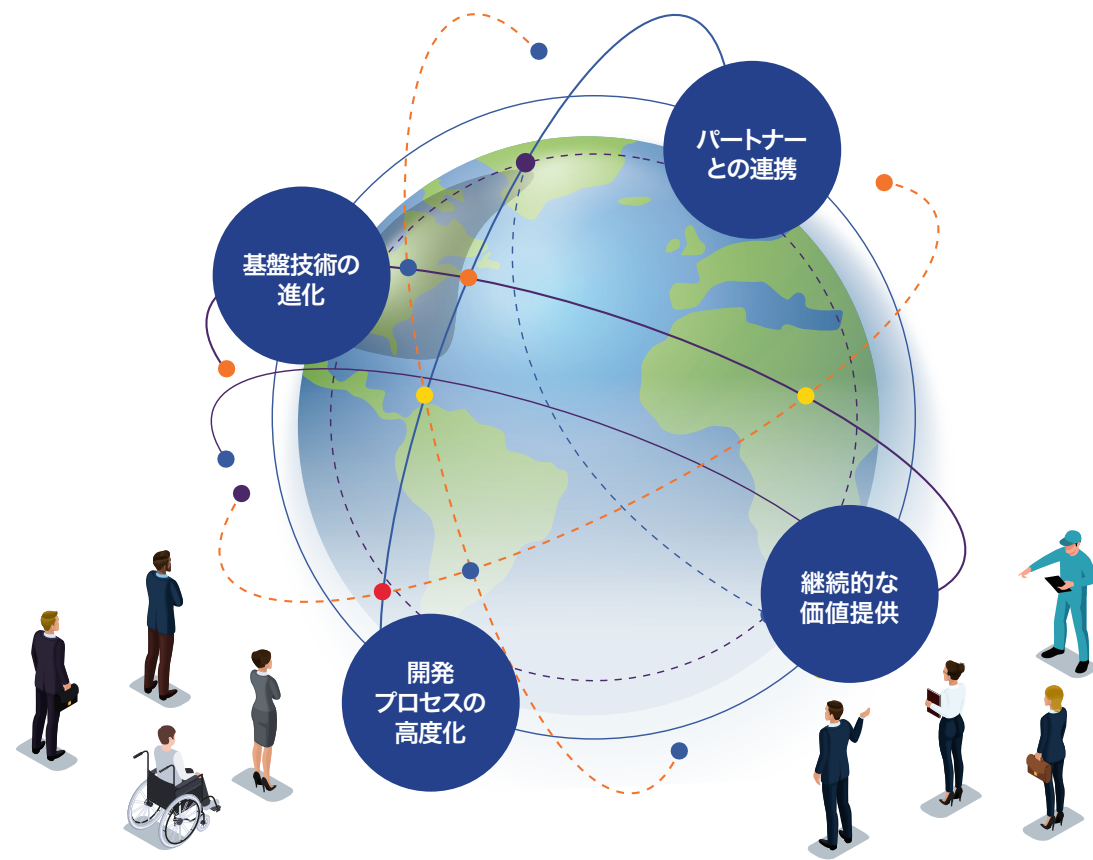 パートナー
との連携
基盤技術の
進化
継続的な
価値提供
開発
プロセスの
高度化